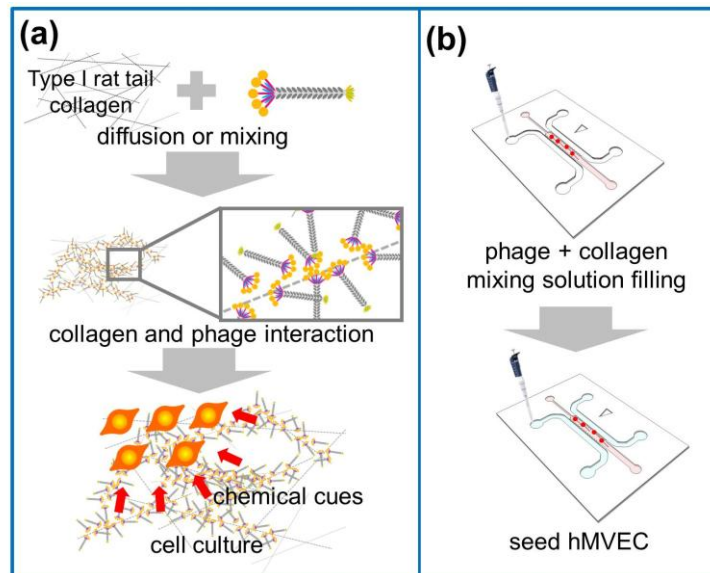 (a)
Type I rat tail
collagen
diffusion or mixing
collagen and phage interaction
chemical cues
cell culture
(b)
phage + collagen
mixing solution filling
seed hMVEC